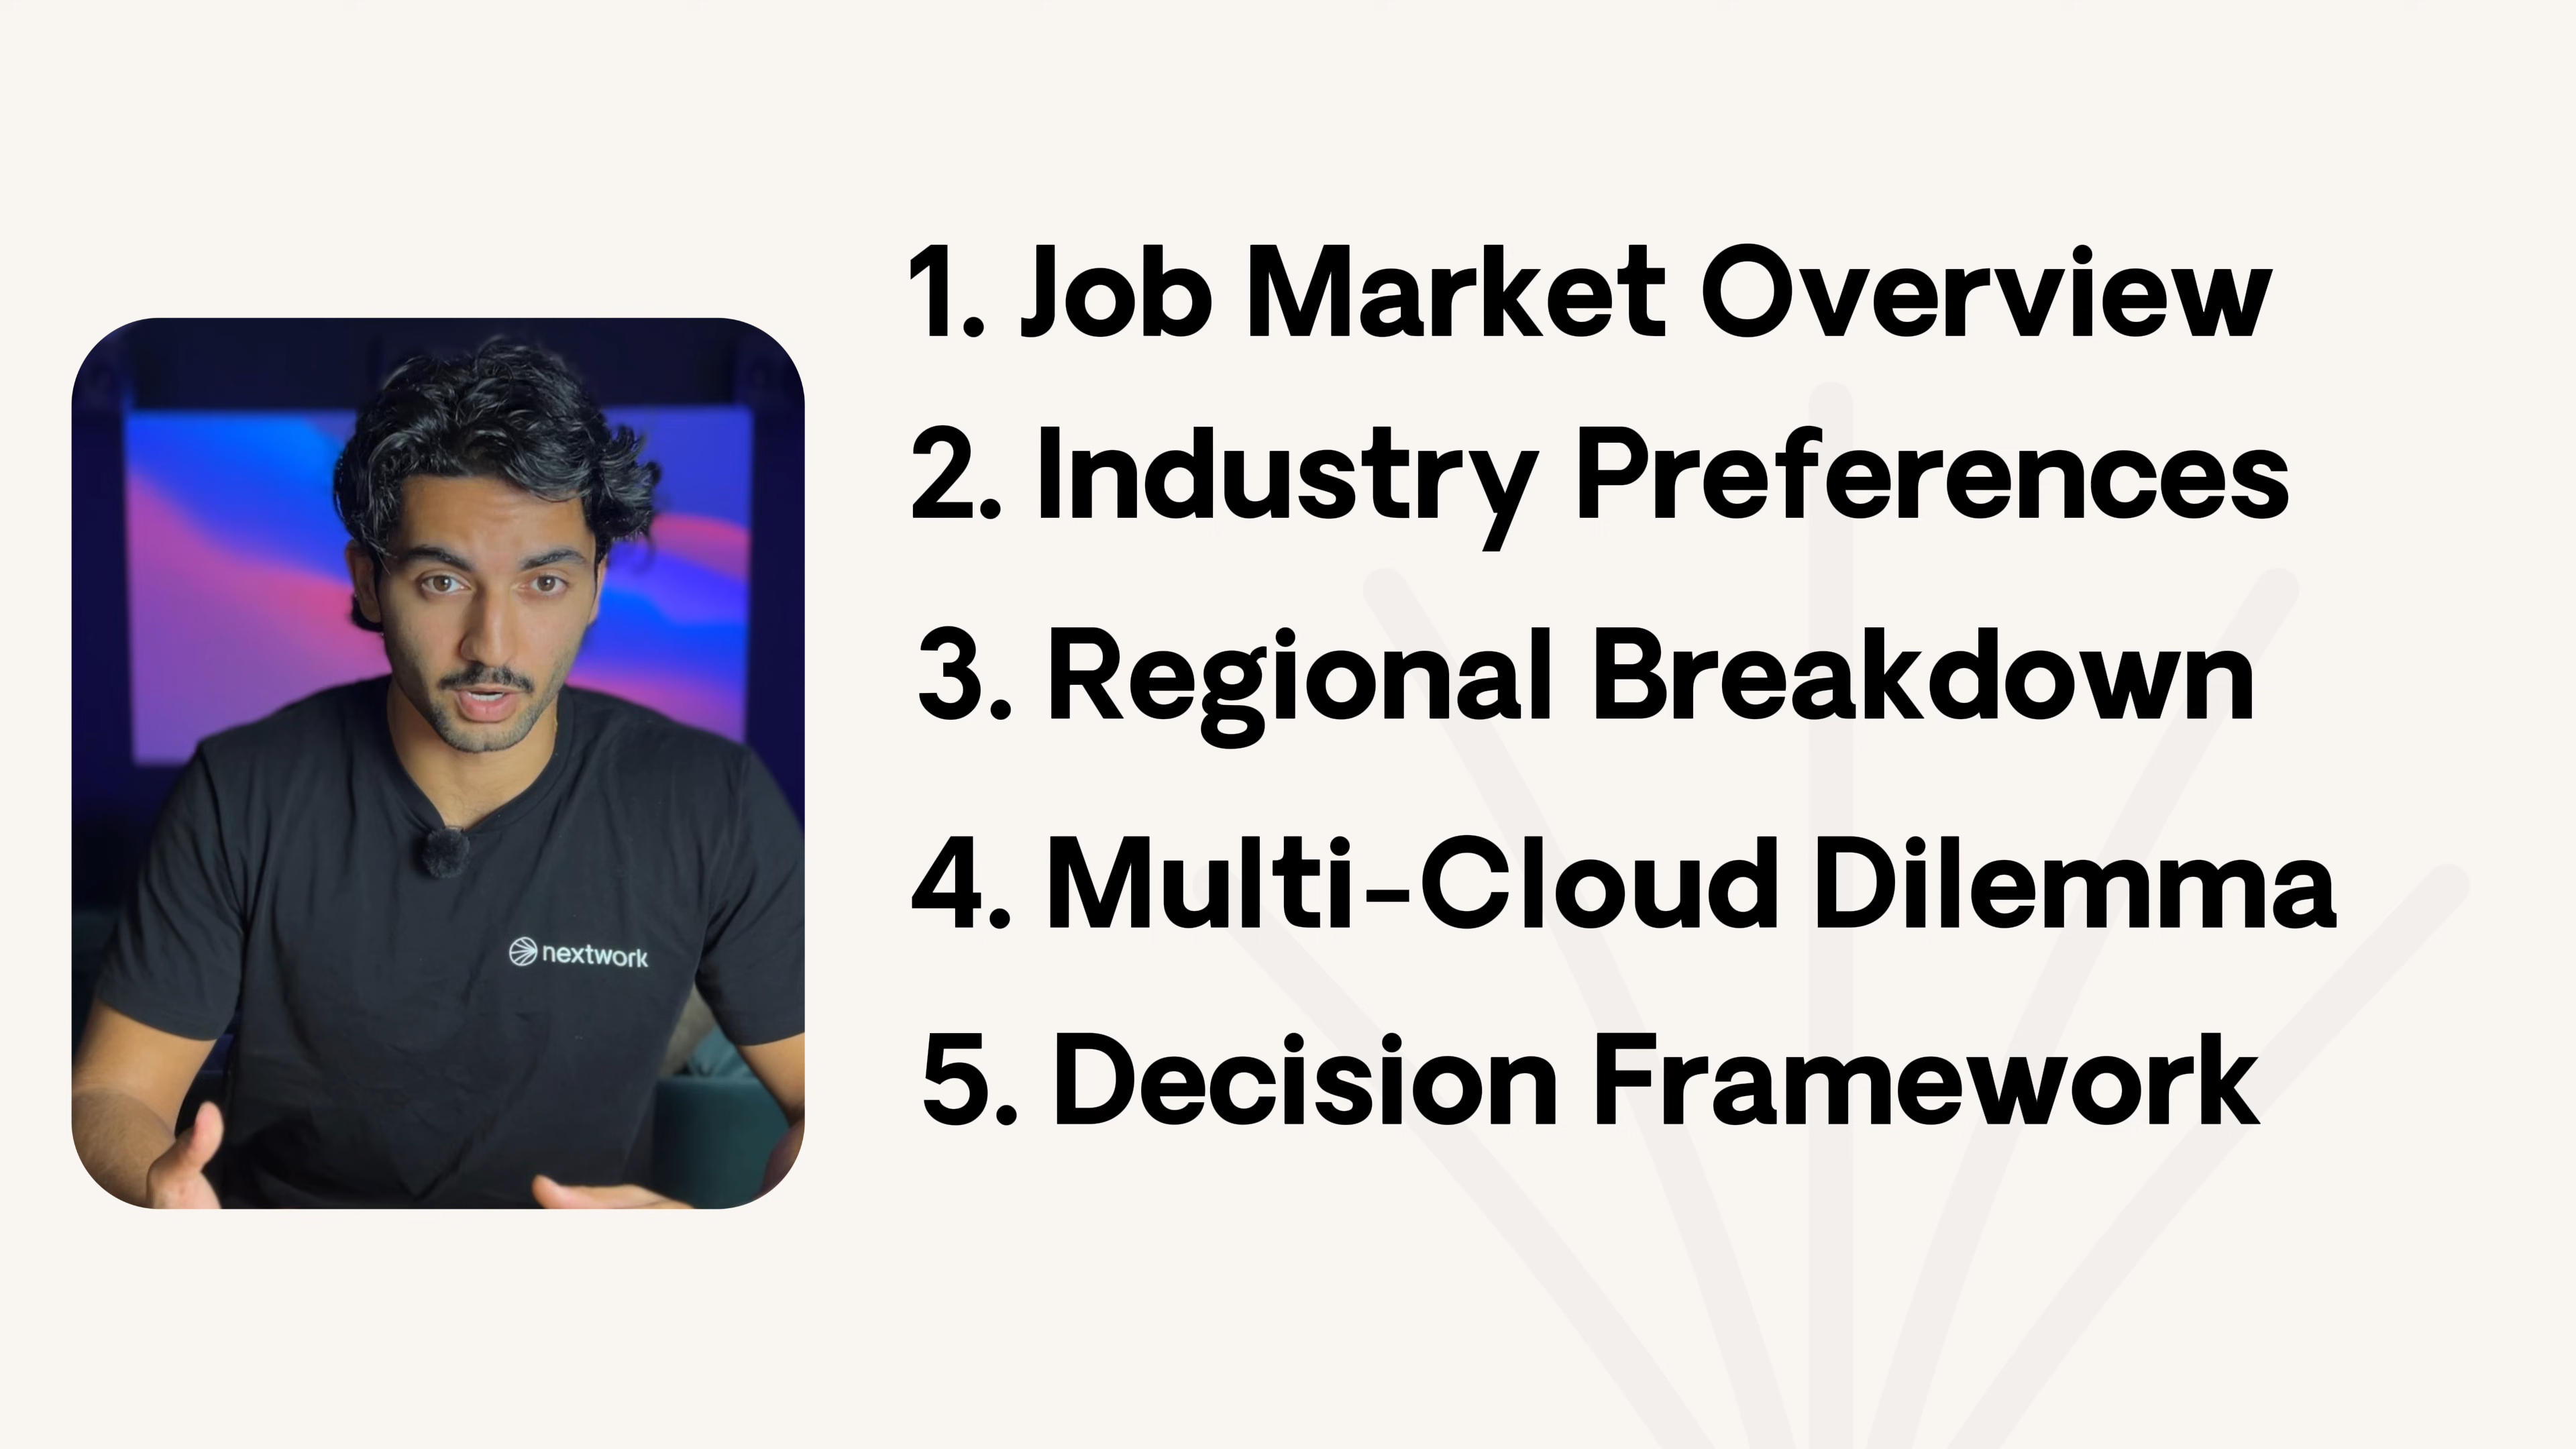 1. Job Market Overview
2. Industry Preferences
3. Regional Breakdown
4. Multi-Cloud Dilemma
5. Decision Framework
nextwork